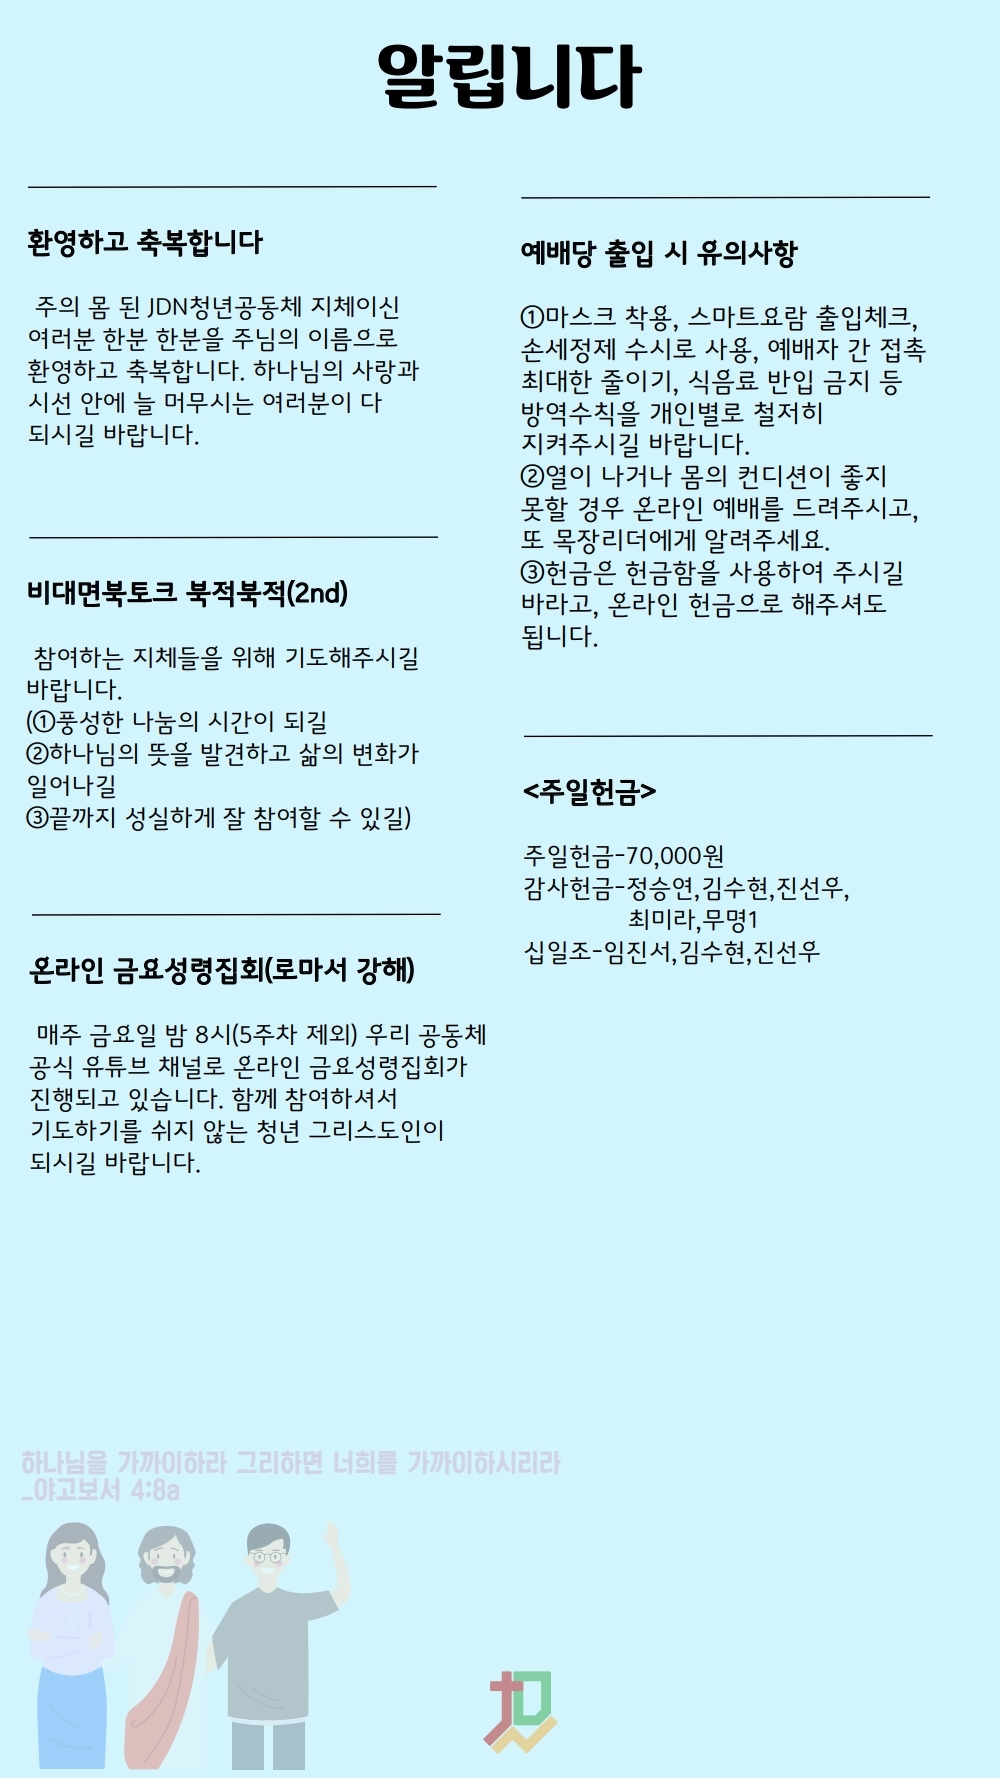 알립니다
환영하고 축복합니다
주의 몸 된 JDN청년공동체 지체이신
여러분 한분 한분을 주님의 이름으로
환영하고 축복합니다. 하나님의 사랑과
시선 안에 늘 머무시는 여러분이 다
되시길 바랍니다.
비대면북토크 북적북적(2nd)
참여하는 지체들을 위해 기도해주시길
바랍니다.
(①풍성한 나눔의 시간이 되길
②하나님의 뜻을 발견하고 삶의 변화가
일어나길
③끝까지 성실하게 잘 참여할 수 있길)
온라인 금요성령집회(로마서 강해)
매주 금요일 밤 8시(5주차 제외) 우리 공동체
공식 유튜브 채널로 온라인 금요성령집회가
진행되고 있습니다. 함께 참여하셔서
기도하기를 쉬지 않는 청년 그리스도인이
되시길 바랍니다.
예배당 출입 시 유의사항
①마스크 착용, 스마트요람 출입체크,
손세정제 수시로 사용, 예배자 간 접촉
최대한 줄이기, 식음료 반입 금지 등
방역수칙을 개인별로 철저히
지켜주시길 바랍니다.
②열이 나거나 몸의 컨디션이 좋지
못할 경우 온라인 예배를 드려주시고,
또 목장리더에게 알려주세요.
③헌금은 헌금함을 사용하여 주시길
바라고, 온라인 헌금으로 해주셔도
됩니다.
<주일헌금>
주일헌금-70,000원
감사헌금-정승연,김수현,진선우,
최미라,무명1
십일조-임진서,김수현,진선우
하나님을 가까이하라 그리하면 너희를 가까이하시리라
_야고보서 4:8a